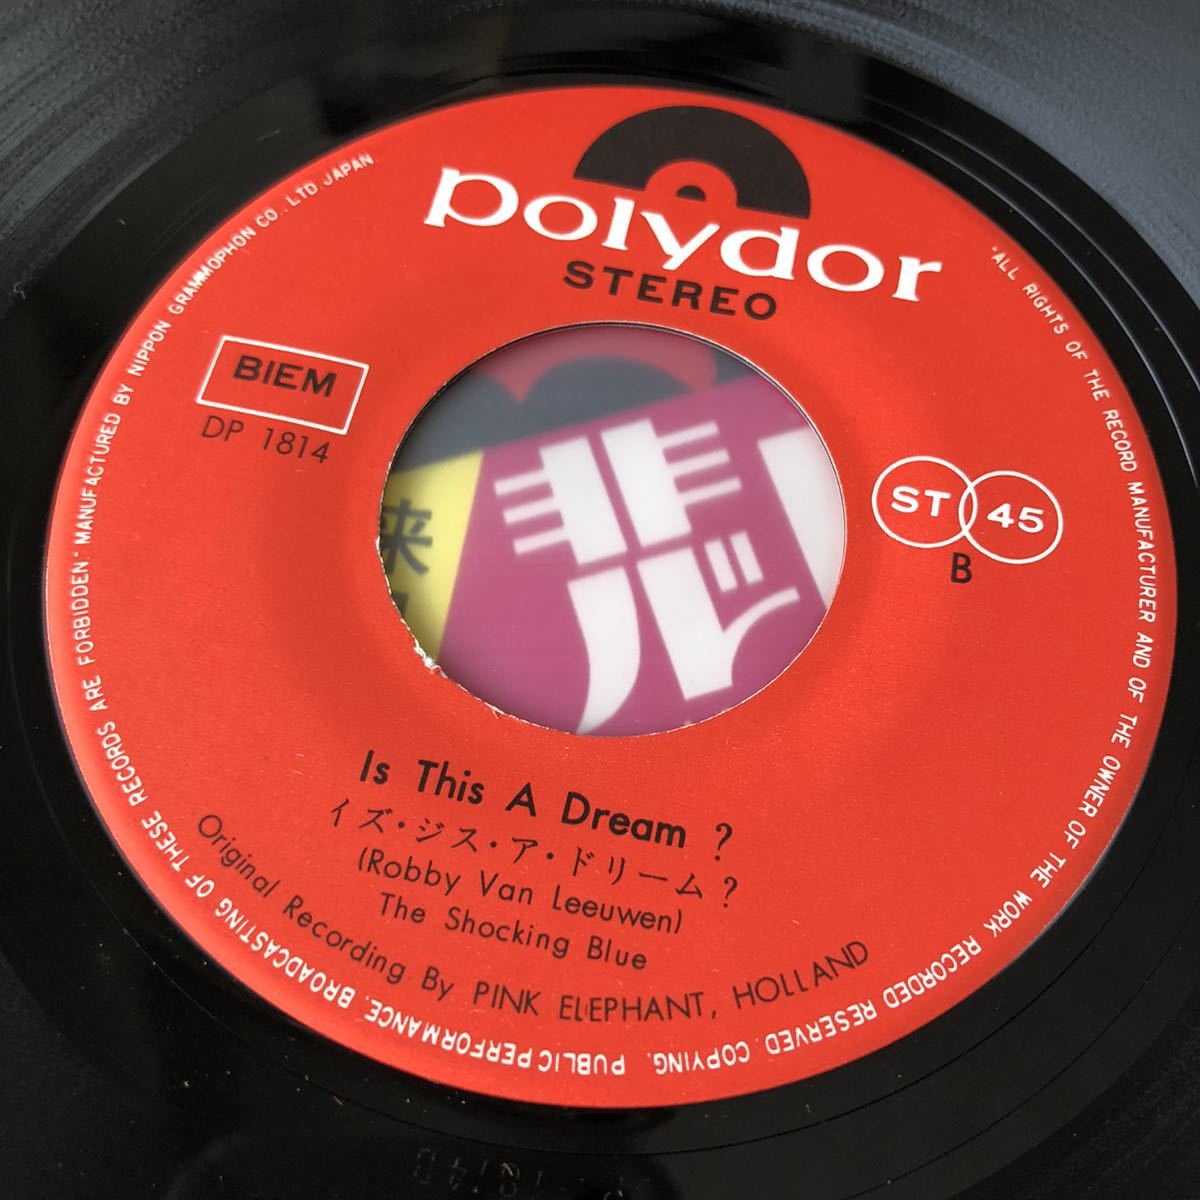 polydor
STEREO
BIEM
DP 1814
ST 45
B
来
Is This A Dream ?
イズ・ジス・ア・ドリーム?
(Robby Van Leeuwen)
The Shocking Blue
Original Recording By PINK ELEPHANT, HOLLAND
"ALL RIGHTS OF THE RECORD MANUFACTURER AND OF THE OWNER OF THE WORK RECORDED RESERVED. COPYING, PUBLIC PERFORMANCE, BROADCASTING OF THESE RECORDS ARE FORBIDDEN." MANUFACTURED BY NIPPON GRAMMOPHON CO., LTD. JAPAN.